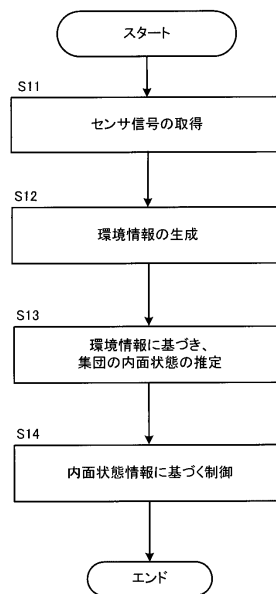 スタート
S11
センサ信号の取得
S12
環境情報の生成
S13
環境情報に基づき、
集団の内面状態の推定
S14
内面状態情報に基づく制御
エンド